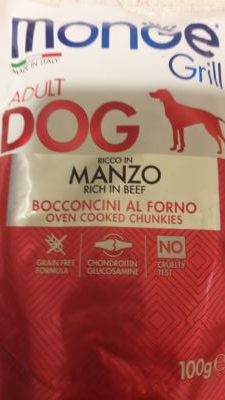 monge
MADE IN ITALY
Grill
ADULT
DOG
RICCO IN
MANZO
RICH IN BEEF
BOCCONCINI AL FORNO
OVEN COOKED CHUNKIES
GRAIN FREE
FORMULA
CHONDROITIN
GLUCOSAMINE
NO
CRUELTY
TEST
100g e